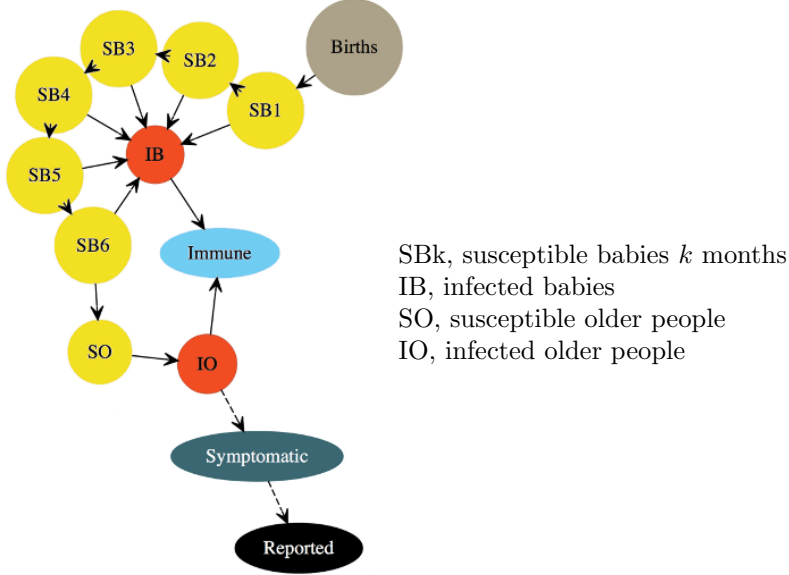 Births
SB3
SB2
SB1
SB4
IB
SB5
SB6
Immune
SO
IO
Symptomatic
Reported
SBk, susceptible babies k months
IB, infected babies
SO, susceptible older people
IO, infected older people